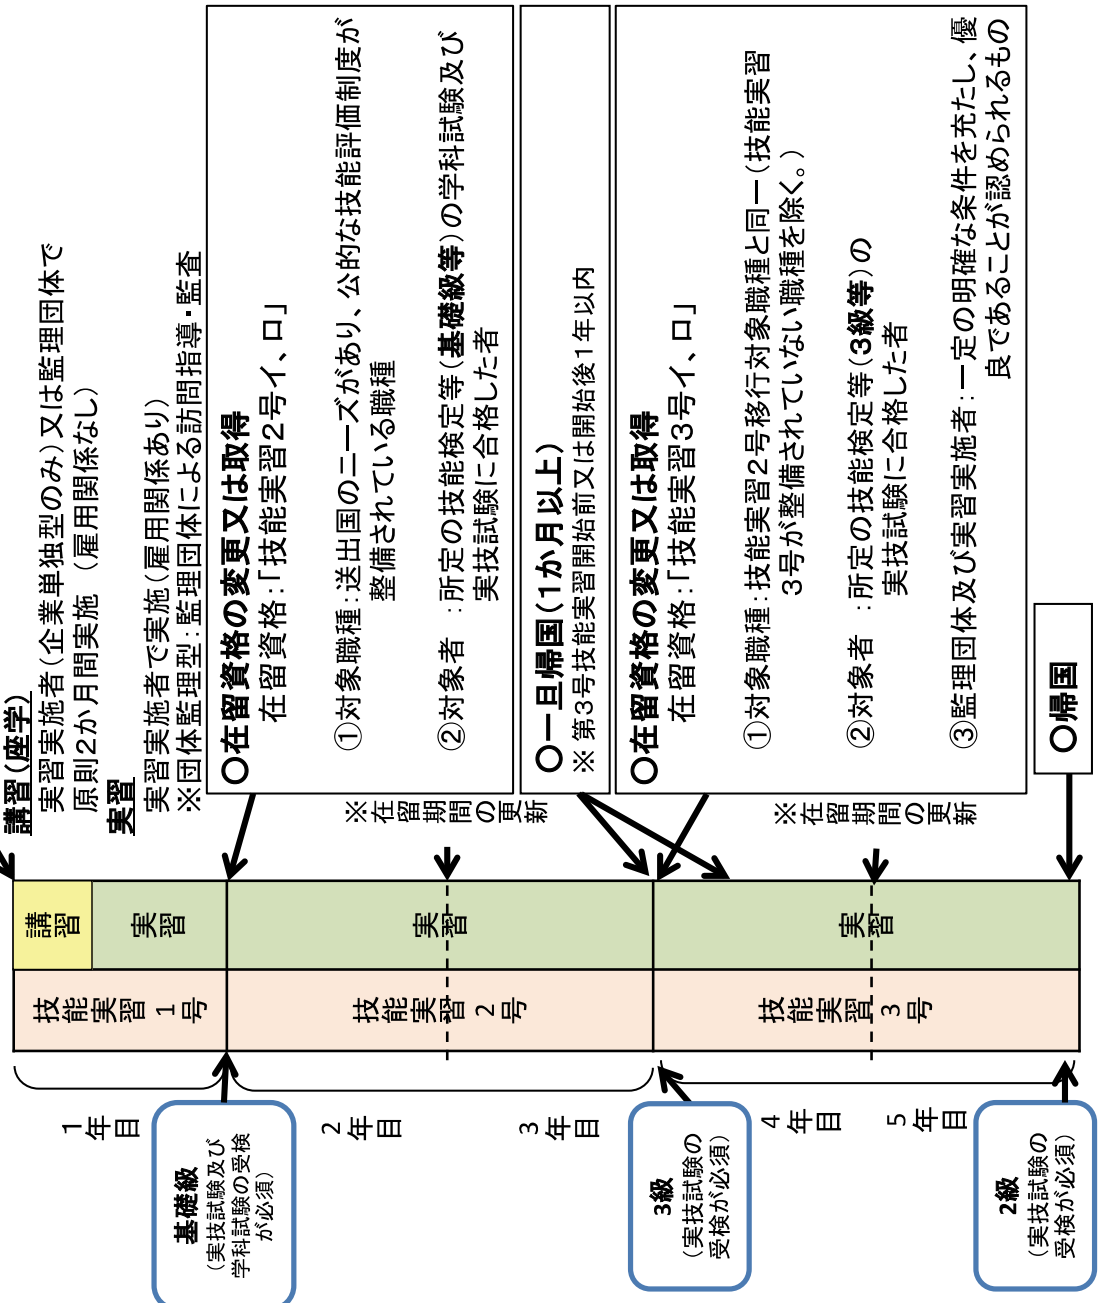 講習(座学)
実習実施者(企業単独型のみ)又は監理団体で
原則2か月間実施 (雇用関係なし)
実習
実習実施者で実施(雇用関係あり)
※団体監理型:監理団体による訪問指導・監査
○在留資格の変更又は取得
在留資格:「技能実習2号イ、ロ」
①対象職種:送出国のニーズがあり、公的な技能評価制度が
整備されている職種
②対象者 :所定の技能検定等(基礎級等)の学科試験及び
実技試験に合格した者
○一旦帰国(1か月以上)
※ 第3号技能実習開始前又は開始後1年以内
○在留資格の変更又は取得
在留資格:「技能実習3号イ、ロ」
①対象職種:技能実習2号移行対象職種と同一(技能実習
3号が整備されていない職種を除く。)
②対象者 :所定の技能検定等(3級等)の
実技試験に合格した者
③監理団体及び実習実施者:一定の明確な条件を充たし、優
良であることが認められるもの
○帰国
※在留期間の更新
※在留期間の更新
講習
実習
実習
実習
技能実習1号
技能実習2号
技能実習3号
1年目
2年目
3年目
4年目
5年目
基礎級
(実技試験及び
学科試験の受検
が必須)
3級
(実技試験の
受検が必須)
2級
(実技試験の
受検が必須)